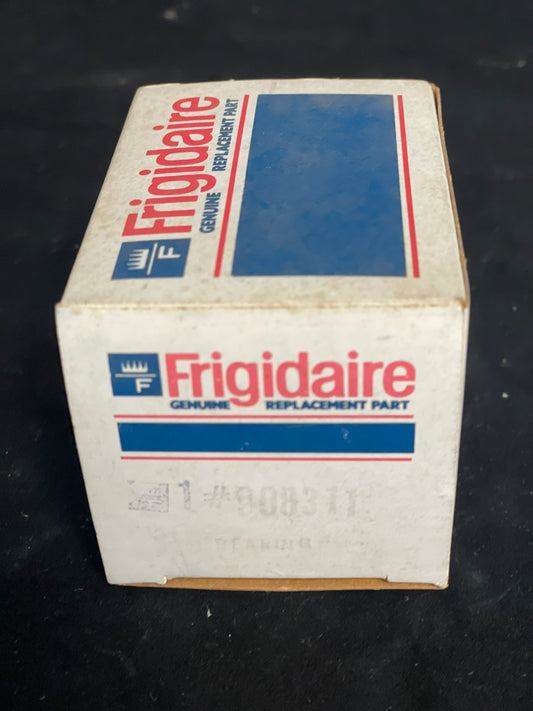 Frigidaire
GENUINE REPLACEMENT PART
F
F
Frigidaire
GENUINE REPLACEMENT PART
1 #908311